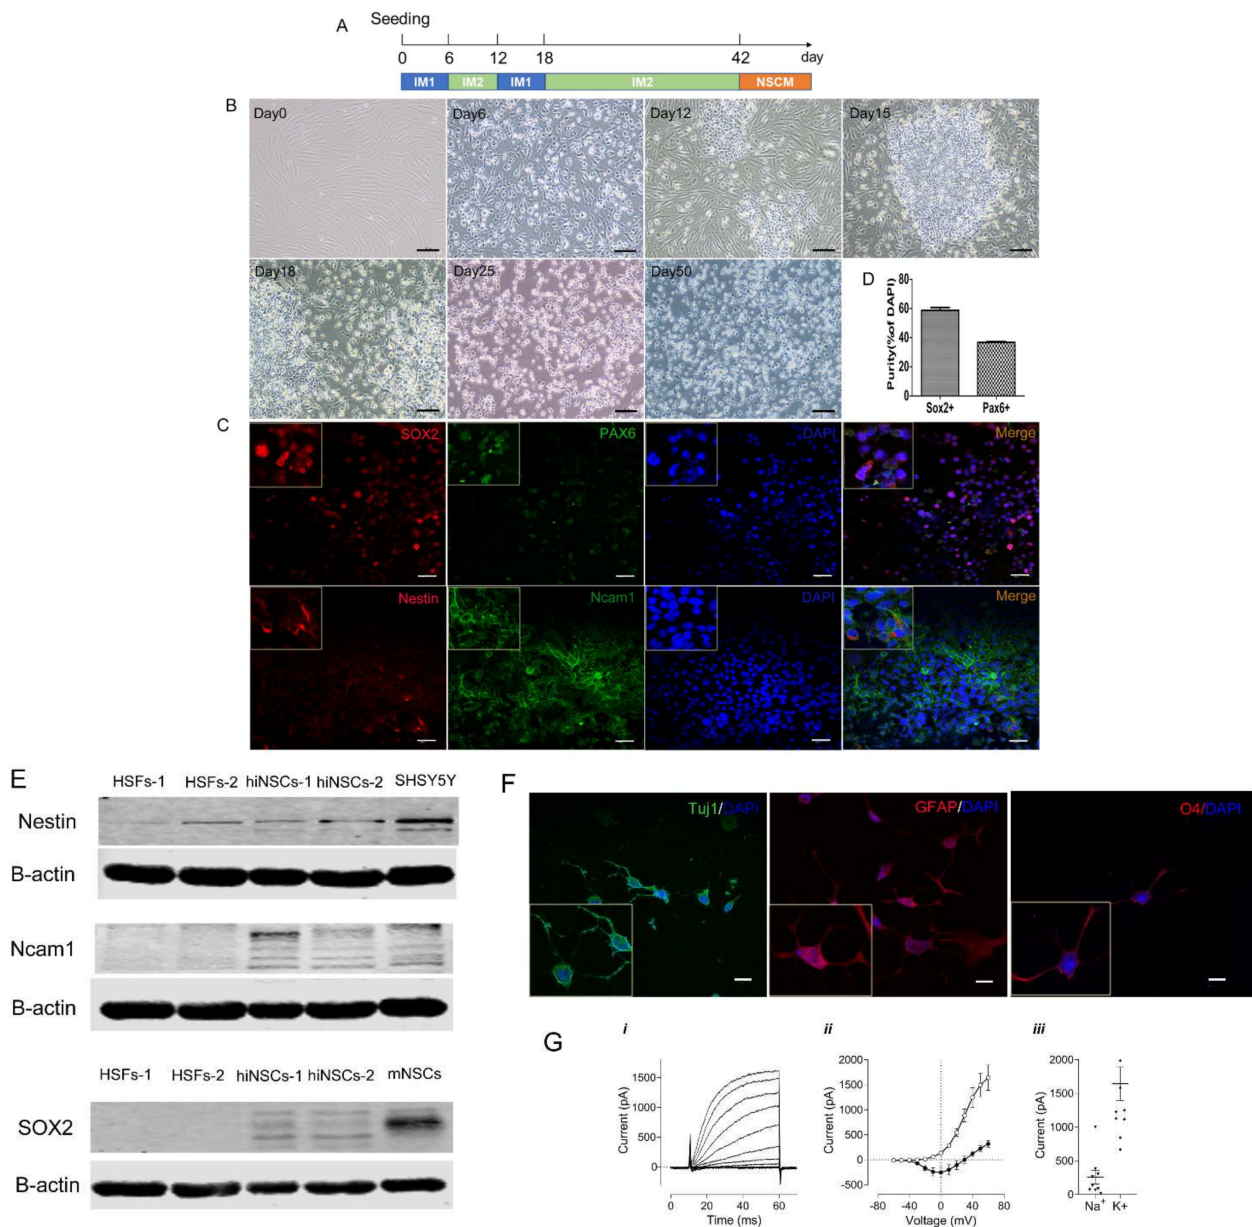 A Seeding
0 6 12 18 42 day
IM1 IM2 IM1 IM2 NSCM
B
Day0 Day6 Day12 Day15
Day18 Day25 Day50
D
Purity(%of DAPI)
80
60
40
20
0
Sox2+ Pax6+
C
SOX2 PAX6 DAPI Merge
Nestin Ncam1 DAPI Merge
E
HSFs-1 HSFs-2 hiNSCs-1 hiNSCs-2 SHSY5Y
Nestin
B-actin
Ncam1
B-actin
HSFs-1 HSFs-2 hiNSCs-1 hiNSCs-2 mNSCs
SOX2
B-actin
F
Tuj1/DAPI GFAP/DAPI O4/DAPI
G
i
Current (pA)
1500
1000
500
0
0 20 40 60
Time (ms)
ii
Current (pA)
2000
1500
1000
500
0
-500
-80 -40 0 40 80
Voltage (mV)
iii
Current (pA)
2000
1500
1000
500
0
Na+ K+